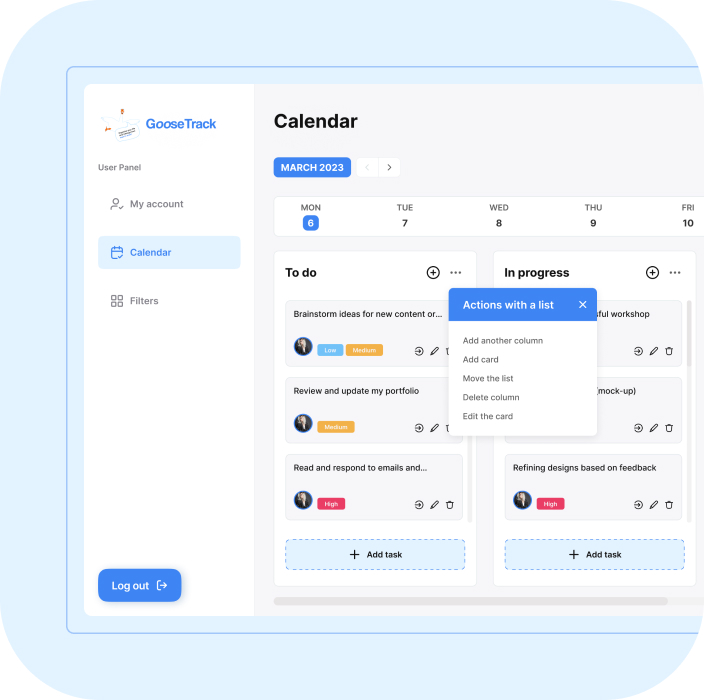 GooseTrack
User Panel
My account
Calendar
Filters
Log out
Calendar
MARCH 2023
MON TUE WED THU FRI
6 7 8 9 10
To do
Brainstorm ideas for new content or...
Low Medium
Review and update my portfolio
Medium
Read and respond to emails and...
High
Add task
In progress
ful workshop
(mock-up)
Refining designs based on feedback
High
Add task
Actions with a list
Add another column
Add card
Move the list
Delete column
Edit the card